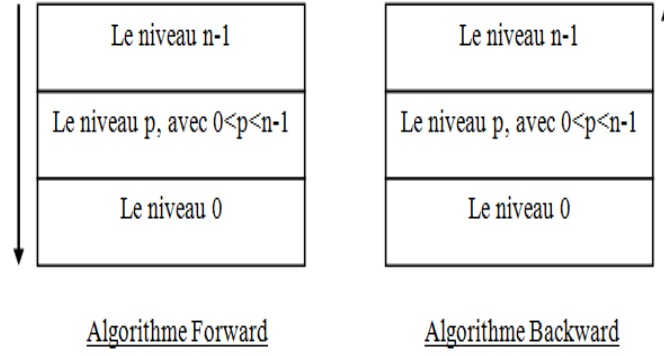 Le niveau n-1
Le niveau p, avec 0<p<n-1
Le niveau 0
Algorithme Forward
Le niveau n-1
Le niveau p, avec 0<p<n-1
Le niveau 0
Algorithme Backward